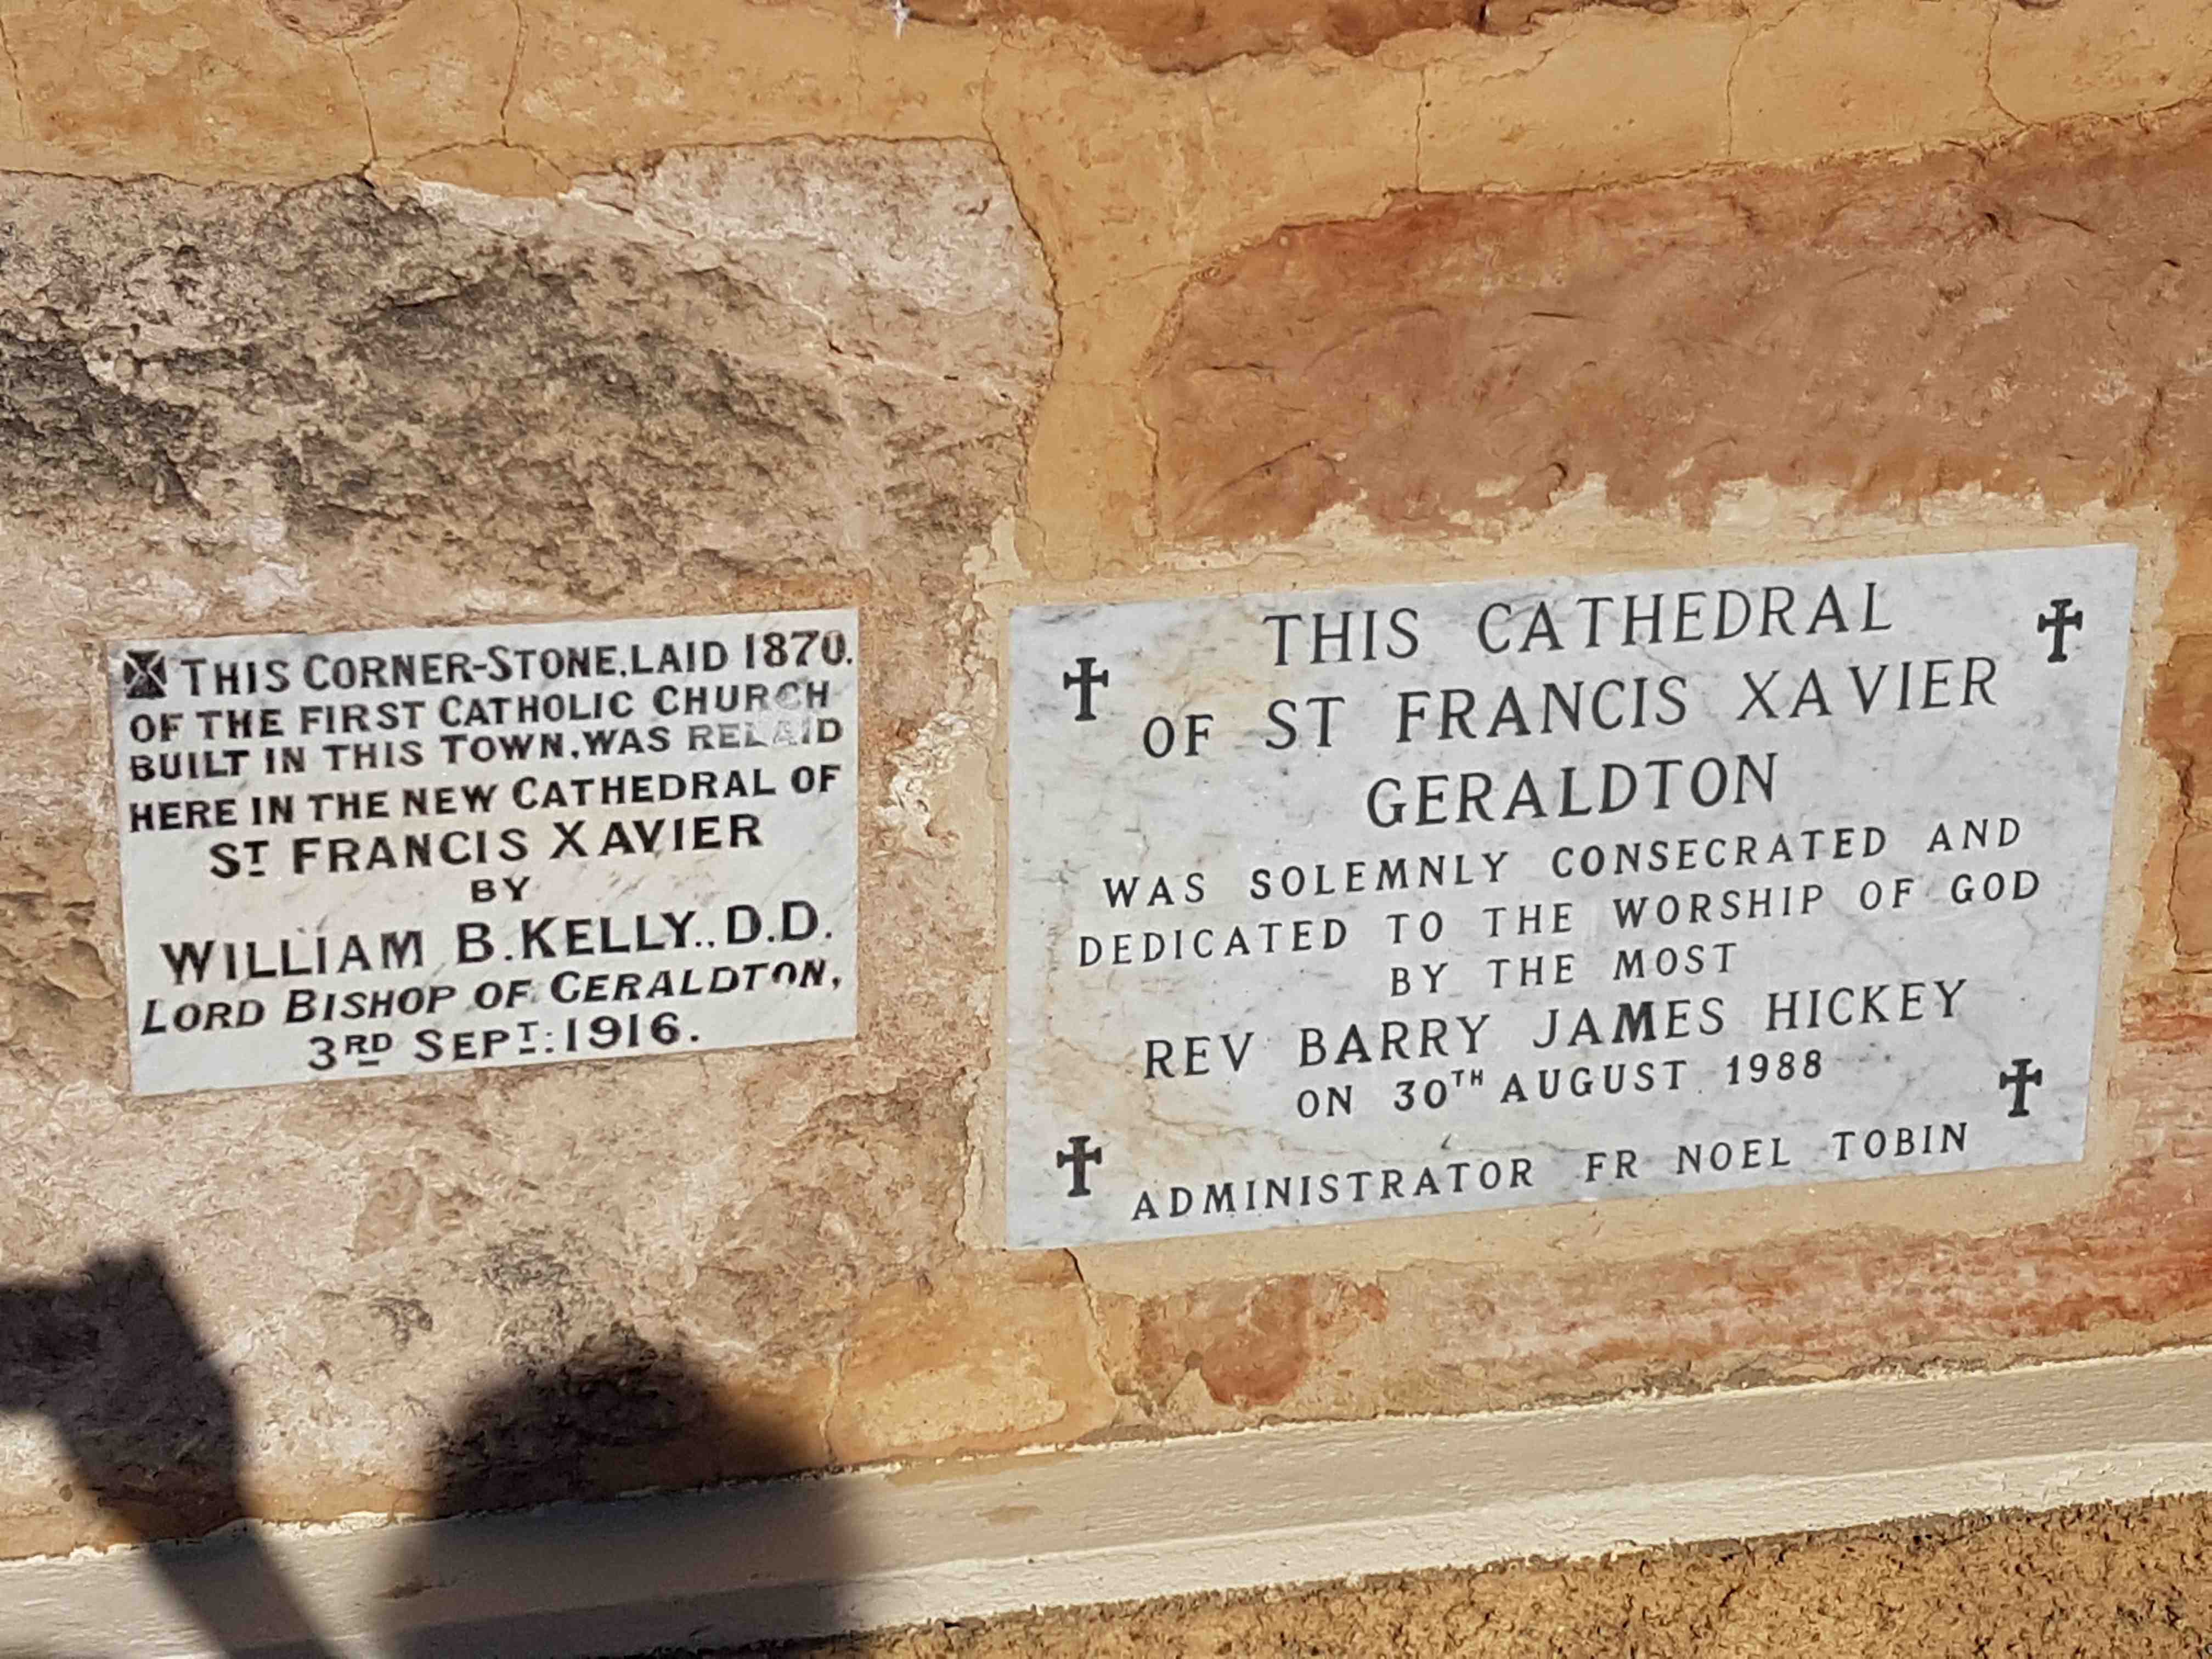 THIS CORNER-STONE, LAID 1870.
OF THE FIRST CATHOLIC CHURCH
BUILT IN THIS TOWN, WAS RELAID
HERE IN THE NEW CATHEDRAL OF
ST FRANCIS XAVIER
BY
WILLIAM B. KELLY., D.D.
LORD BISHOP OF GERALDTON,
3RD SEPT: 1916.
THIS CATHEDRAL
OF ST FRANCIS XAVIER
GERALDTON
WAS SOLEMNLY CONSECRATED AND
DEDICATED TO THE WORSHIP OF GOD
BY THE MOST
REV BARRY JAMES HICKEY
ON 30TH AUGUST 1988
ADMINISTRATOR FR NOEL TOBIN